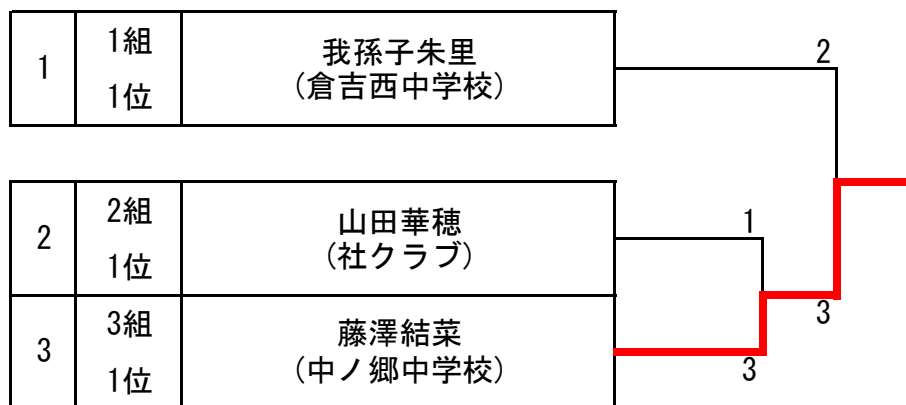 1
1組
1位
我孫子朱里
(倉吉西中学校)
2
2
2組
1位
山田華穂
(社クラブ)
1
3
3
3組
1位
藤澤結菜
(中ノ郷中学校)
3